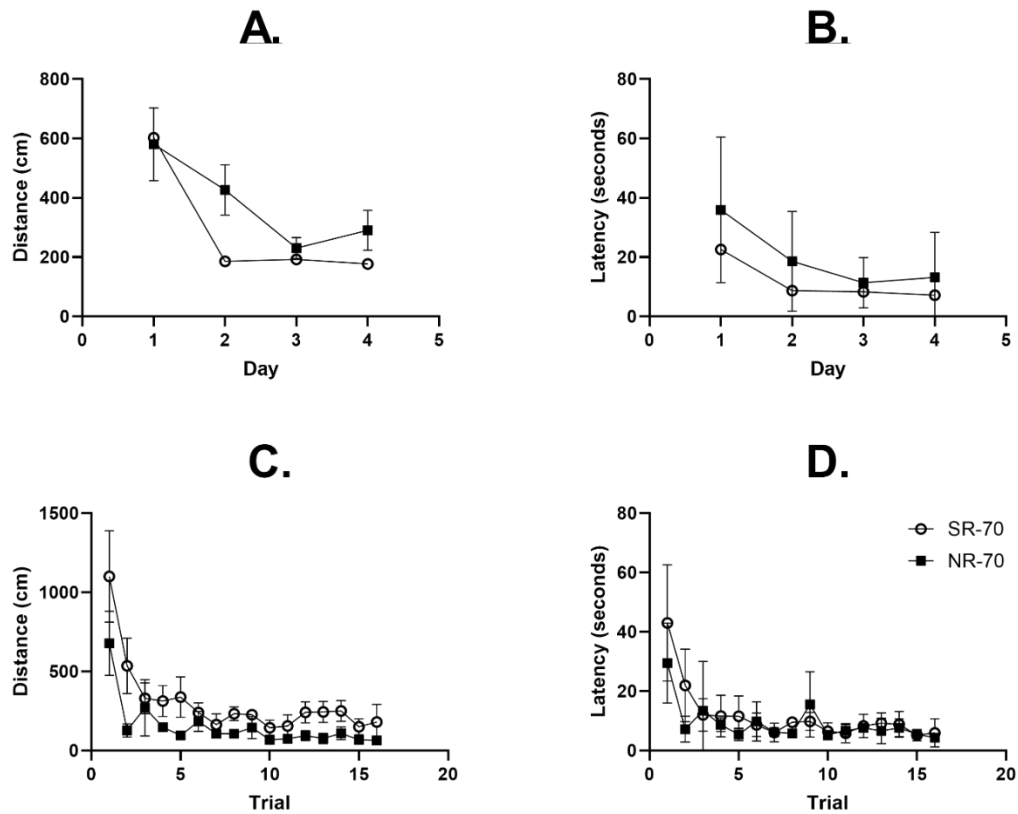 A.
Distance (cm)
800
600
400
200
0
0 1 2 3 4 5
Day
B.
Latency (seconds)
80
60
40
20
0
0 1 2 3 4 5
Day
C.
Distance (cm)
1500
1000
500
0
0 5 10 15 20
Trial
D.
Latency (seconds)
80
60
40
20
0
0 5 10 15 20
Trial
SR-70
NR-70